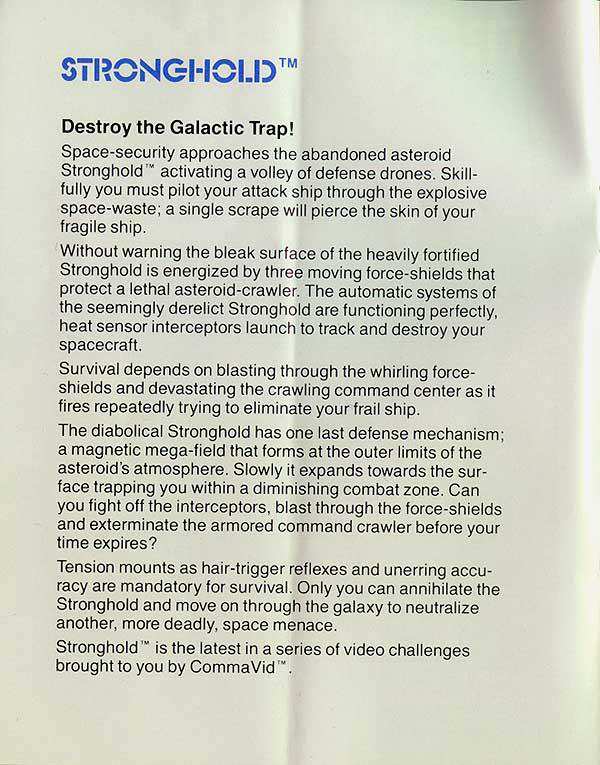 STRONGHOLD™
Destroy the Galactic Trap!
Space-security approaches the abandoned asteroid
Stronghold™ activating a volley of defense drones. Skill-
fully you must pilot your attack ship through the explosive
space-waste; a single scrape will pierce the skin of your
fragile ship.
Without warning the bleak surface of the heavily fortified
Stronghold is energized by three moving force-shields that
protect a lethal asteroid-crawler. The automatic systems of
the seemingly derelict Stronghold are functioning perfectly,
heat sensor interceptors launch to track and destroy your
spacecraft.
Survival depends on blasting through the whirling force-
shields and devastating the crawling command center as it
fires repeatedly trying to eliminate your frail ship.
The diabolical Stronghold has one last defense mechanism;
a magnetic mega-field that forms at the outer limits of the
asteroid's atmosphere. Slowly it expands towards the sur-
face trapping you within a diminishing combat zone. Can
you fight off the interceptors, blast through the force-shields
and exterminate the armored command crawler before your
time expires?
Tension mounts as hair-trigger reflexes and unerring accu-
racy are mandatory for survival. Only you can annihilate the
Stronghold and move on through the galaxy to neutralize
another, more deadly, space menace.
Stronghold™ is the latest in a series of video challenges
brought to you by CommaVid™.